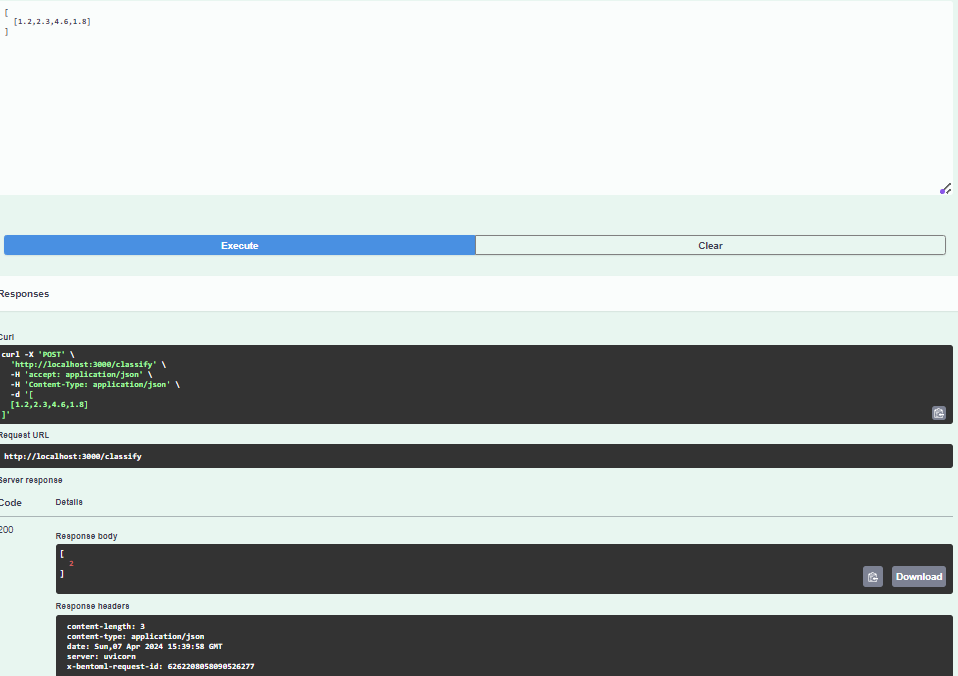 [
[1.2,2.3,4.6,1.8]
]
Execute
Clear
Responses
Curl
curl -X 'POST' \
'http://localhost:3000/classify' \
-H 'accept: application/json' \
-H 'Content-Type: application/json' \
-d '[
[1.2,2.3,4.6,1.8]
]'
Request URL
http://localhost:3000/classify
Server response
Code Details
200
Response body
[
2
]
Download
Response headers
content-length: 3
content-type: application/json
date: Sun,07 Apr 2024 15:39:58 GMT
server: uvicorn
x-bentoml-request-id: 6262208058090526277